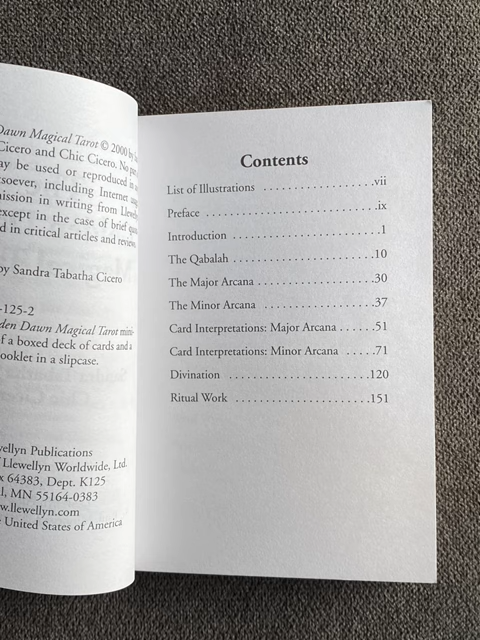 Dawn Magical Tarot © 2000 by
Cicero and Chic Cicero. No part
may be used or reproduced in
soever, including Internet
mission in writing from
except in the case of brief
d in critical articles and reviews.
by Sandra Tabatha Cicero
-125-2
den Dawn Magical Tarot mini-
f a boxed deck of cards and a
ooklet in a slipcase.
wellyn Publications
f Llewellyn Worldwide, Ltd.
x 64383, Dept. K125
l, MN 55164-0383
w.llewellyn.com
United States of America
Contents
List of Illustrations . . . . . . . . . . . . . . . . .vii
Preface . . . . . . . . . . . . . . . . . . . . . . . . . .ix
Introduction . . . . . . . . . . . . . . . . . . . . . .1
The Qabalah . . . . . . . . . . . . . . . . . . . . .10
The Major Arcana . . . . . . . . . . . . . . . . .30
The Minor Arcana . . . . . . . . . . . . . . . . .37
Card Interpretations: Major Arcana . . . . . .51
Card Interpretations: Minor Arcana . . . . .71
Divination . . . . . . . . . . . . . . . . . . . . . .120
Ritual Work . . . . . . . . . . . . . . . . . . . . .151